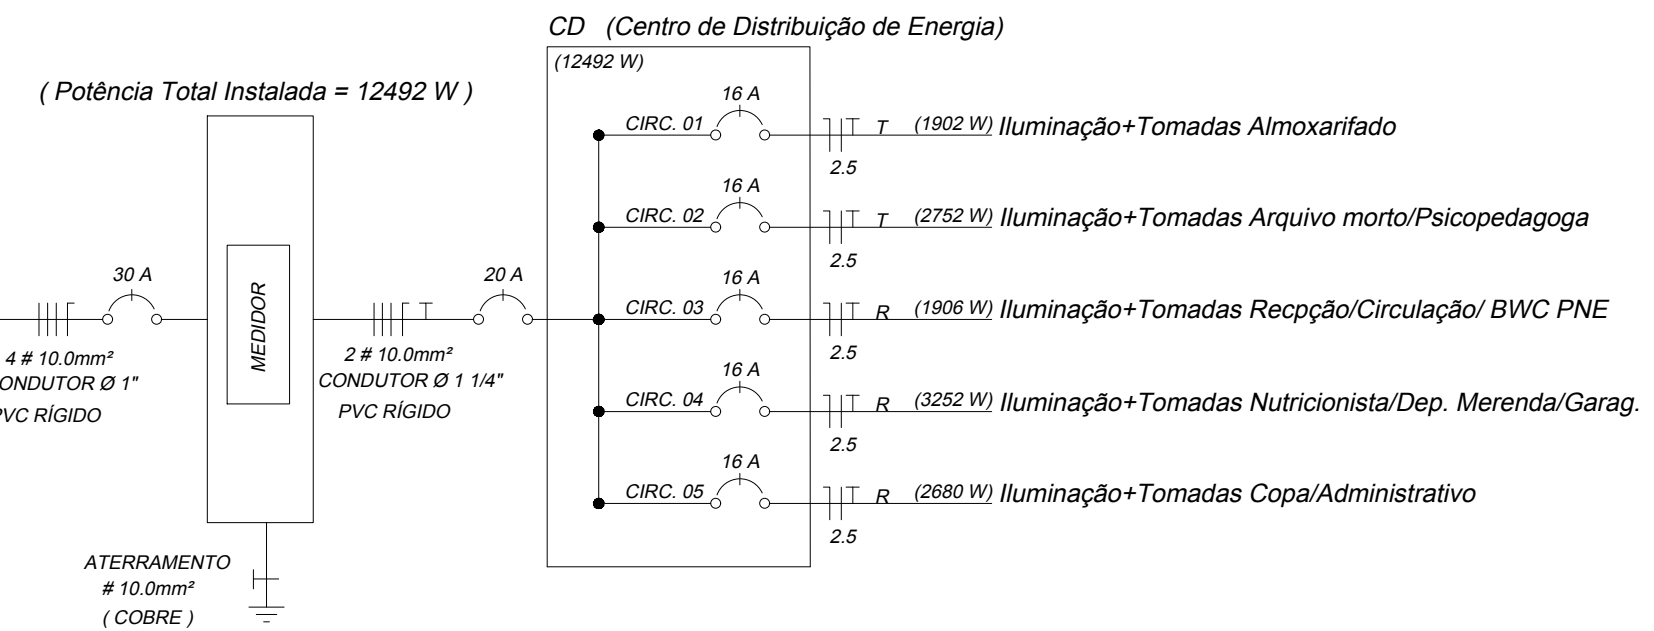 CD (Centro de Distribuição de Energia)
(12492 W)
( Potência Total Instalada = 12492 W )
16 A
CIRC. 01
T
(1902 W) Iluminação+Tomadas Almoxarifado
2.5
16 A
CIRC. 02
T
(2752 W) Iluminação+Tomadas Arquivo morto/Psicopedagoga
2.5
30 A
MEDIDOR
20 A
16 A
CIRC. 03
R
(1906 W) Iluminação+Tomadas Recpção/Circulação/ BWC PNE
2.5
4 # 10.0mm²
ONDUTOR Ø 1"
PVC RÍGIDO
2 # 10.0mm²
CONDUTOR Ø 1 1/4"
PVC RÍGIDO
16 A
CIRC. 04
R
(3252 W) Iluminação+Tomadas Nutricionista/Dep. Merenda/Garag.
2.5
16 A
CIRC. 05
R
(2680 W) Iluminação+Tomadas Copa/Administrativo
2.5
ATERRAMENTO
# 10.0mm²
( COBRE )